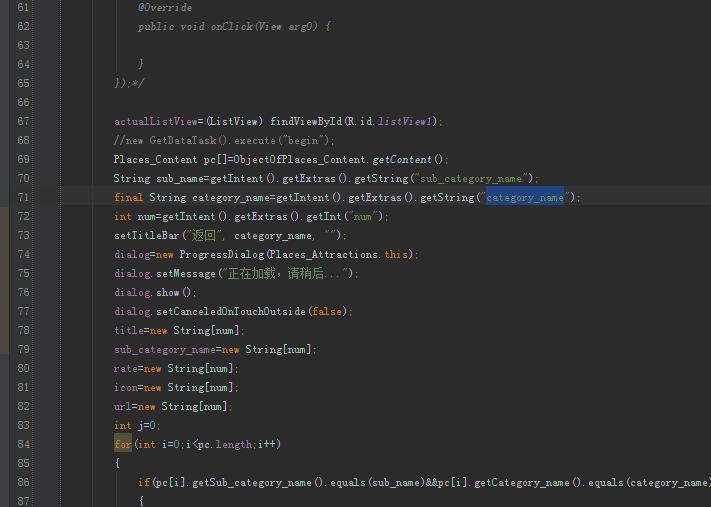 61 @Override
62 public void onClick(View arg0) {
63
64 }
65 });*/
66
67 actualListView=(ListView) findViewById(R.id.listView1);
68 //new GetDataTask().execute("begin");
69 Places_Content pc[]=ObjectOfPlaces_Content.getContent();
70 String sub_name=getIntent().getExtras().getString("sub_category_name");
71 final String category_name=getIntent().getExtras().getString("category_name");
72 int num=getIntent().getExtras().getInt("num");
73 setTitleBar("返回", category_name, "");
74 dialog=new ProgressDialog(Places_Attractions.this);
75 dialog.setMessage("正在加载，请稍后...");
76 dialog.show();
77 dialog.setCanceledOnTouchOutside(false);
78 title=new String[num];
79 sub_category_name=new String[num];
80 rate=new String[num];
81 icon=new String[num];
82 url=new String[num];
83 int j=0;
84 for(int i=0;i<pc.length;i++)
85 {
86 if(pc[i].getSub_category_name().equals(sub_name)&&pc[i].getCategory_name().equals(category_name)
87 {